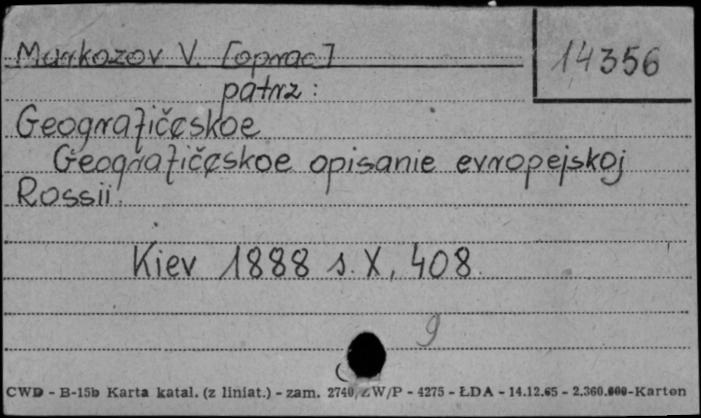 Markozov V. [oprac]
14356
patrz:
Geografičeskoe
Geografičeskoe opisanie evropejskoj
Rossii.
Kiev 1888 s. X, 408.
9
CWD - B-15b Karta katal. (z liniat.) - zam. 2740/ZW/P - 4275 - ŁDA - 14.12.65 - 2.360.000-Karton